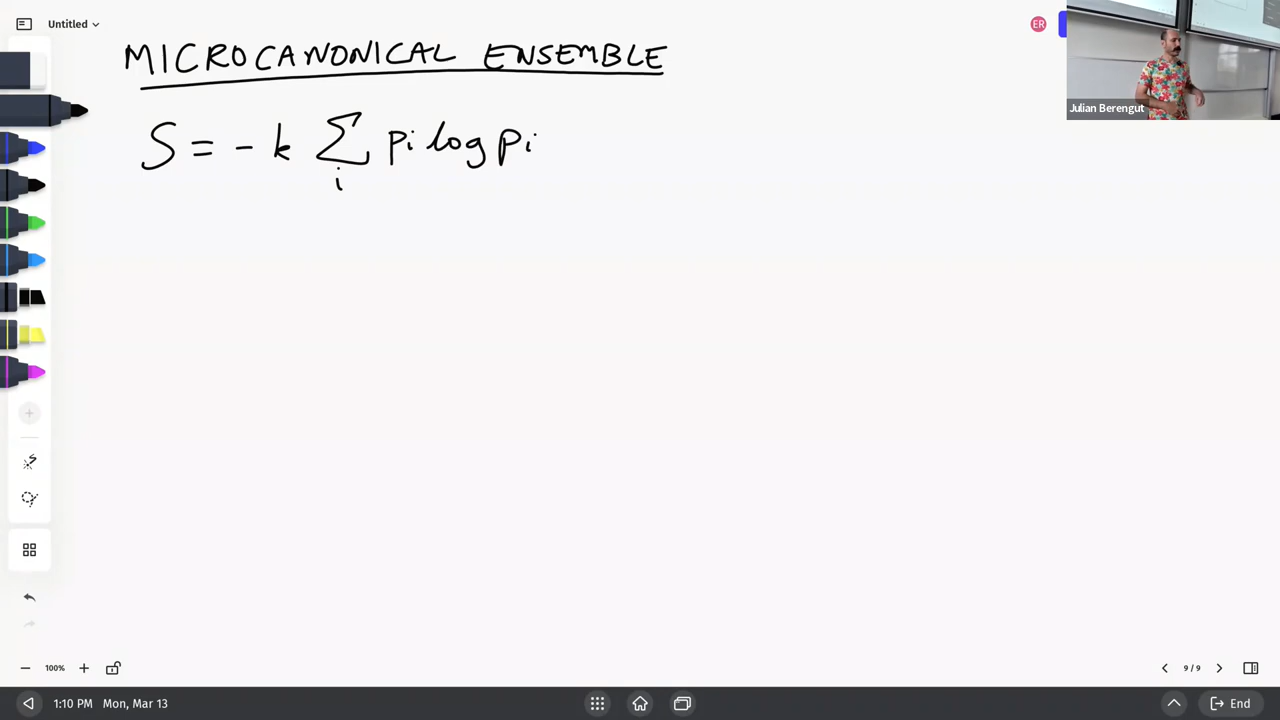 Untitled
ER
MICROCANONICAL ENSEMBLE
Julian Berengut
S = - k ∑ pi log pi
i
100%
9 / 9
1:10 PM Mon, Mar 13
End